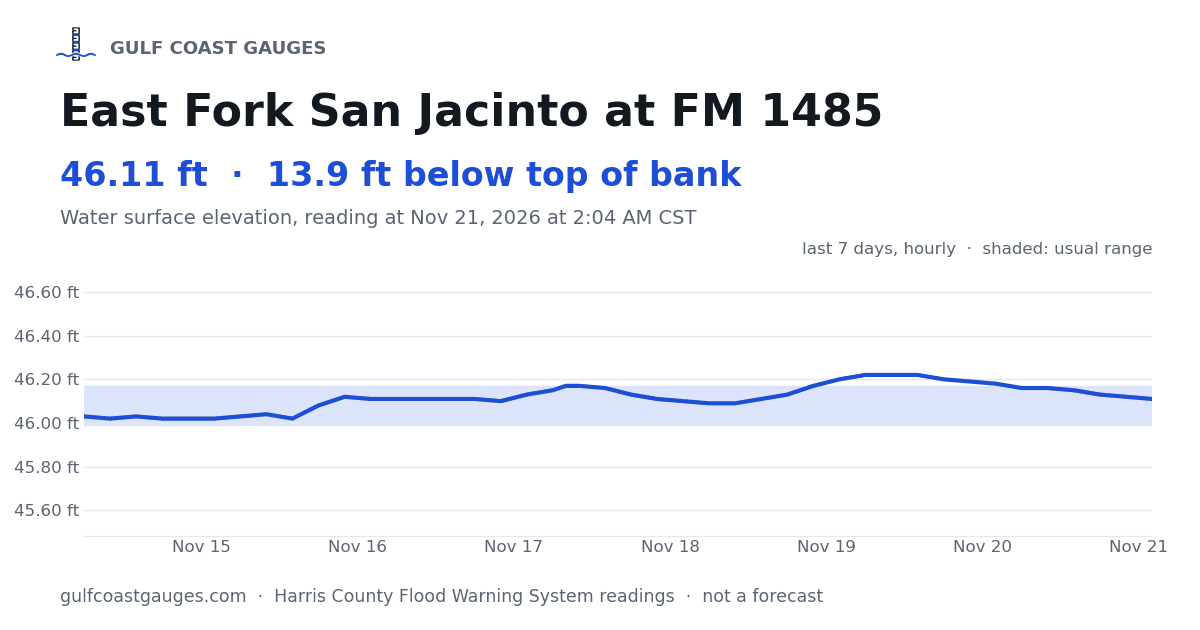 GULF COAST GAUGES
East Fork San Jacinto at FM 1485
46.11 ft · 13.9 ft below top of bank
Water surface elevation, reading at Nov 21, 2026 at 2:04 AM CST
last 7 days, hourly · shaded: usual range
46.60 ft
46.40 ft
46.20 ft
46.00 ft
45.80 ft
45.60 ft
Nov 15 Nov 16 Nov 17 Nov 18 Nov 19 Nov 20 Nov 21
gulfcoastgauges.com · Harris County Flood Warning System readings · not a forecast